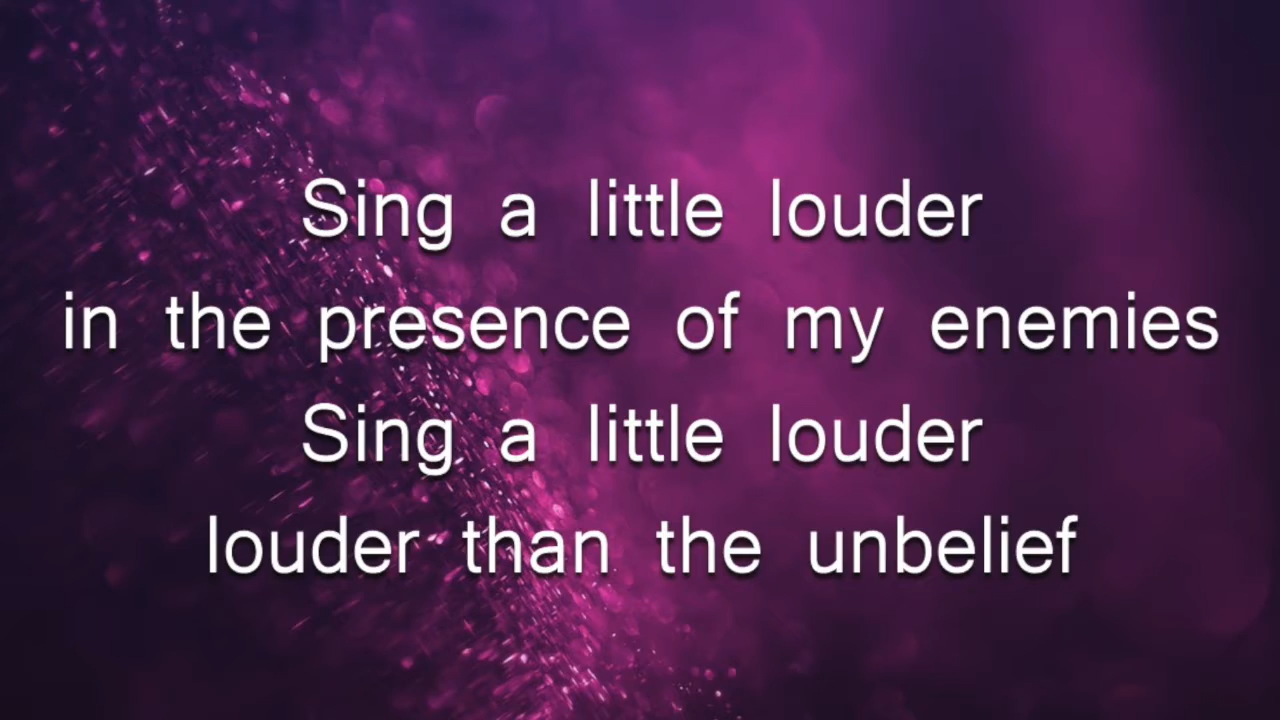 Sing a little louder
in the presence of my enemies
Sing a little louder
louder than the unbelief